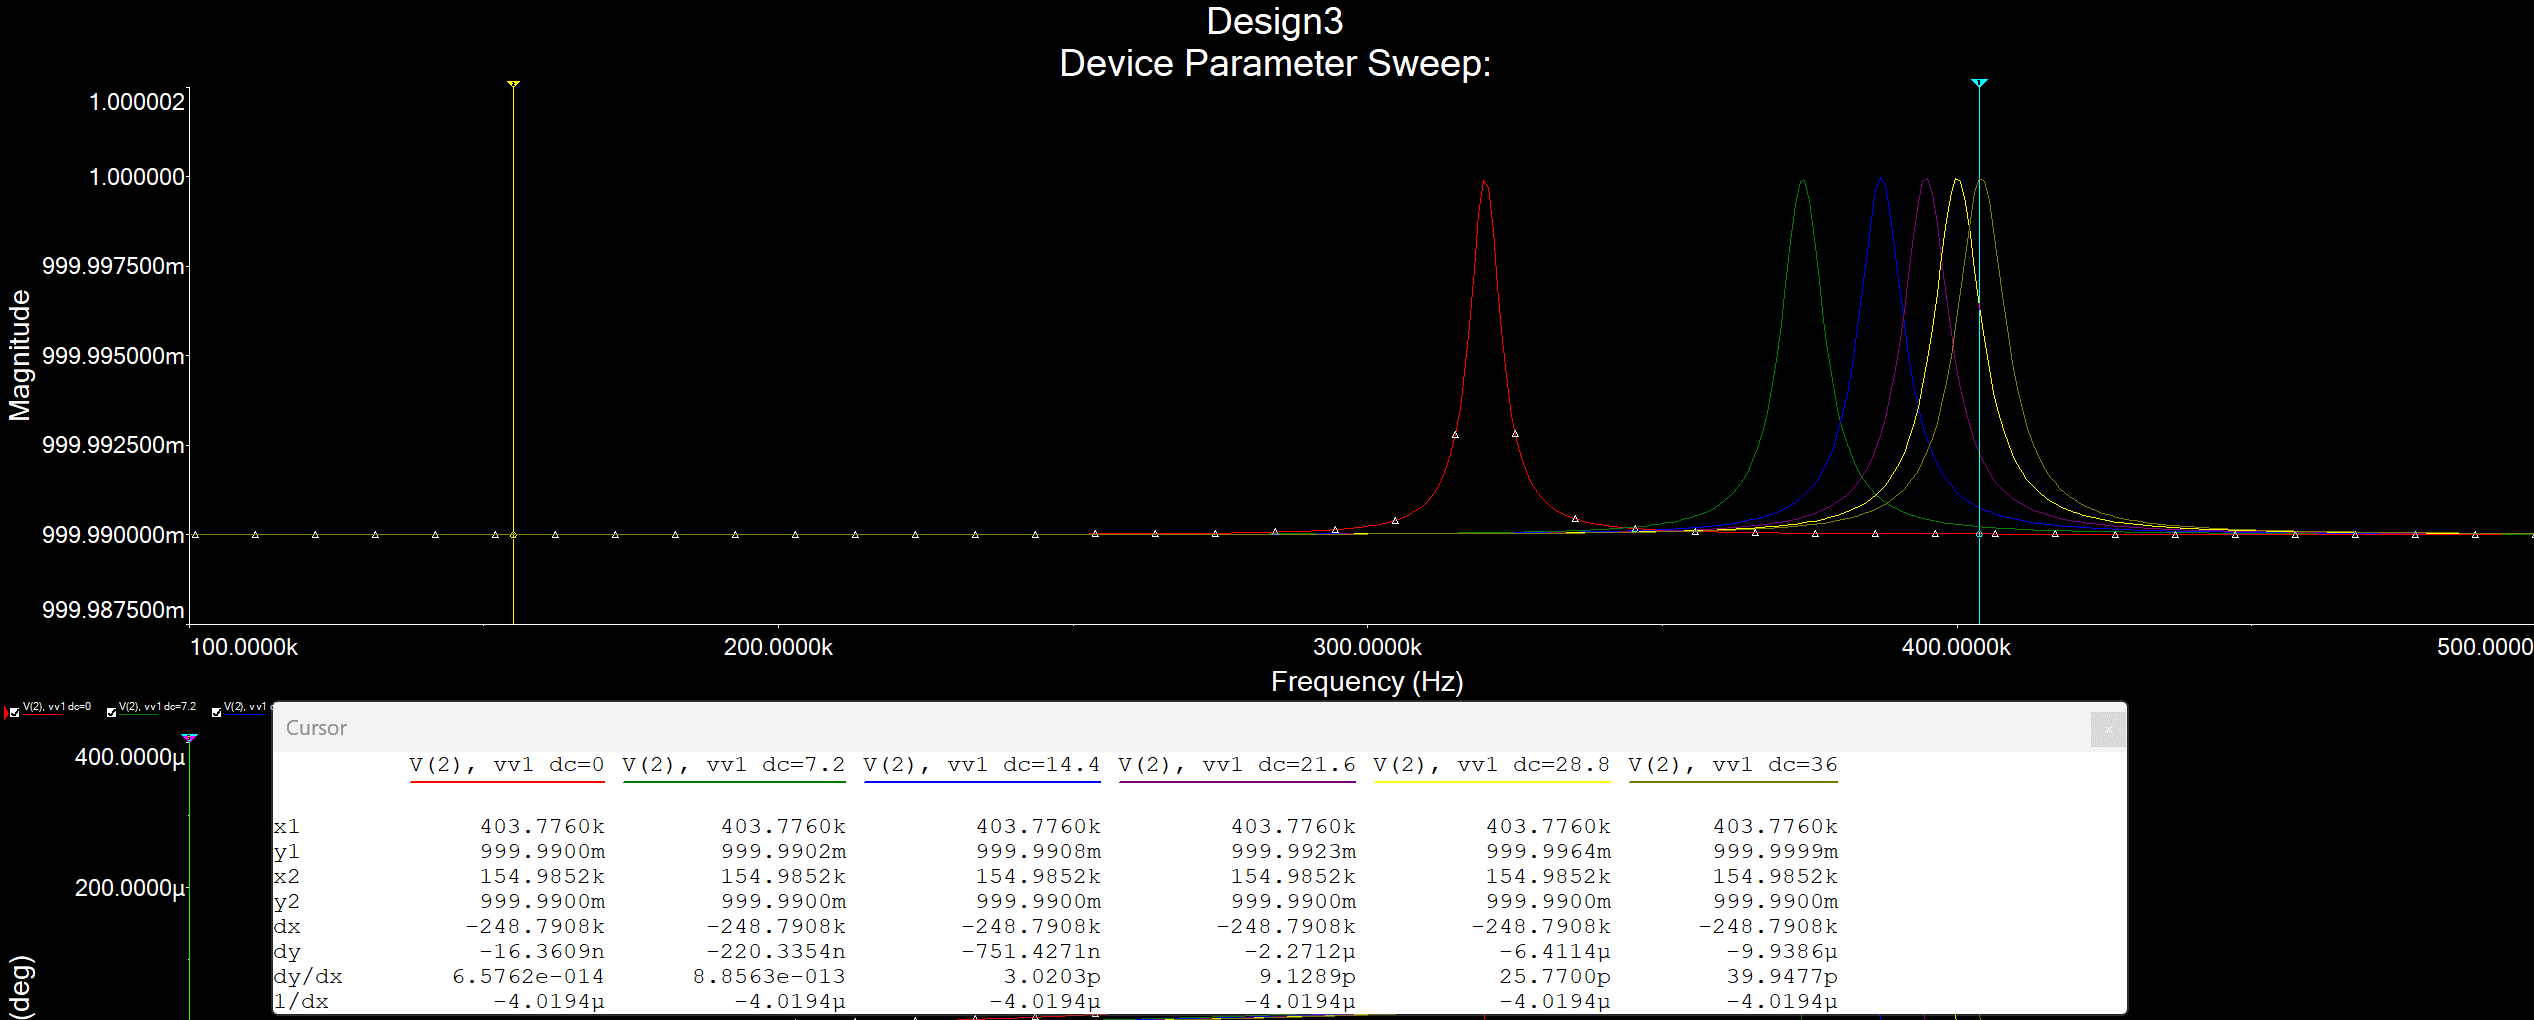 Design3
Device Parameter Sweep:
1.000002
1.000000
999.997500m
999.995000m
999.992500m
999.990000m
999.987500m
Magnitude
100.0000k 200.0000k 300.0000k 400.0000k 500.0000
Frequency (Hz)
V(2), vv1 dc=0 V(2), vv1 dc=7.2 V(2), vv1 d
400.0000µ
200.0000µ
(deg)
Cursor
V(2), vv1 dc=0 V(2), vv1 dc=7.2 V(2), vv1 dc=14.4 V(2), vv1 dc=21.6 V(2), vv1 dc=28.8 V(2), vv1 dc=36
x1 403.7760k 403.7760k 403.7760k 403.7760k 403.7760k 403.7760k
y1 999.9900m 999.9902m 999.9908m 999.9923m 999.9964m 999.9999m
x2 154.9852k 154.9852k 154.9852k 154.9852k 154.9852k 154.9852k
y2 999.9900m 999.9900m 999.9900m 999.9900m 999.9900m 999.9900m
dx -248.7908k -248.7908k -248.7908k -248.7908k -248.7908k -248.7908k
dy -16.3609n -220.3354n -751.4271n -2.2712µ -6.4114µ -9.9386µ
dy/dx 6.5762e-014 8.8563e-013 3.0203p 9.1289p 25.7700p 39.9477p
1/dx -4.0194µ -4.0194µ -4.0194µ -4.0194µ -4.0194µ -4.0194µ